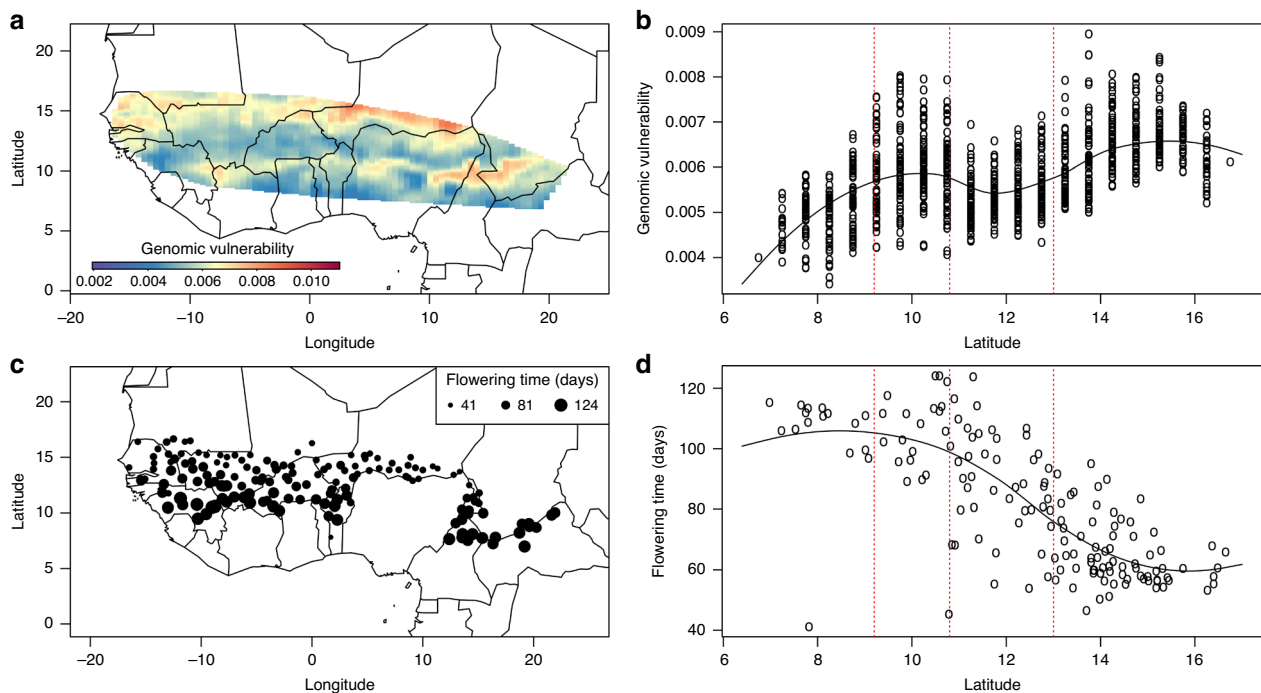 a
20
15
10
5
0
Latitude
Genomic vulnerability
0.002 0.004 0.006 0.008 0.010
−20 −10 0 10 20
Longitude
b
0.009
0.008
0.007
0.006
0.005
0.004
Genomic vulnerability
6 8 10 12 14 16
Latitude
c
20
15
10
5
0
Latitude
Flowering time (days)
41 81 124
−20 −10 0 10 20
Longitude
d
120
100
80
60
40
Flowering time (days)
6 8 10 12 14 16
Latitude